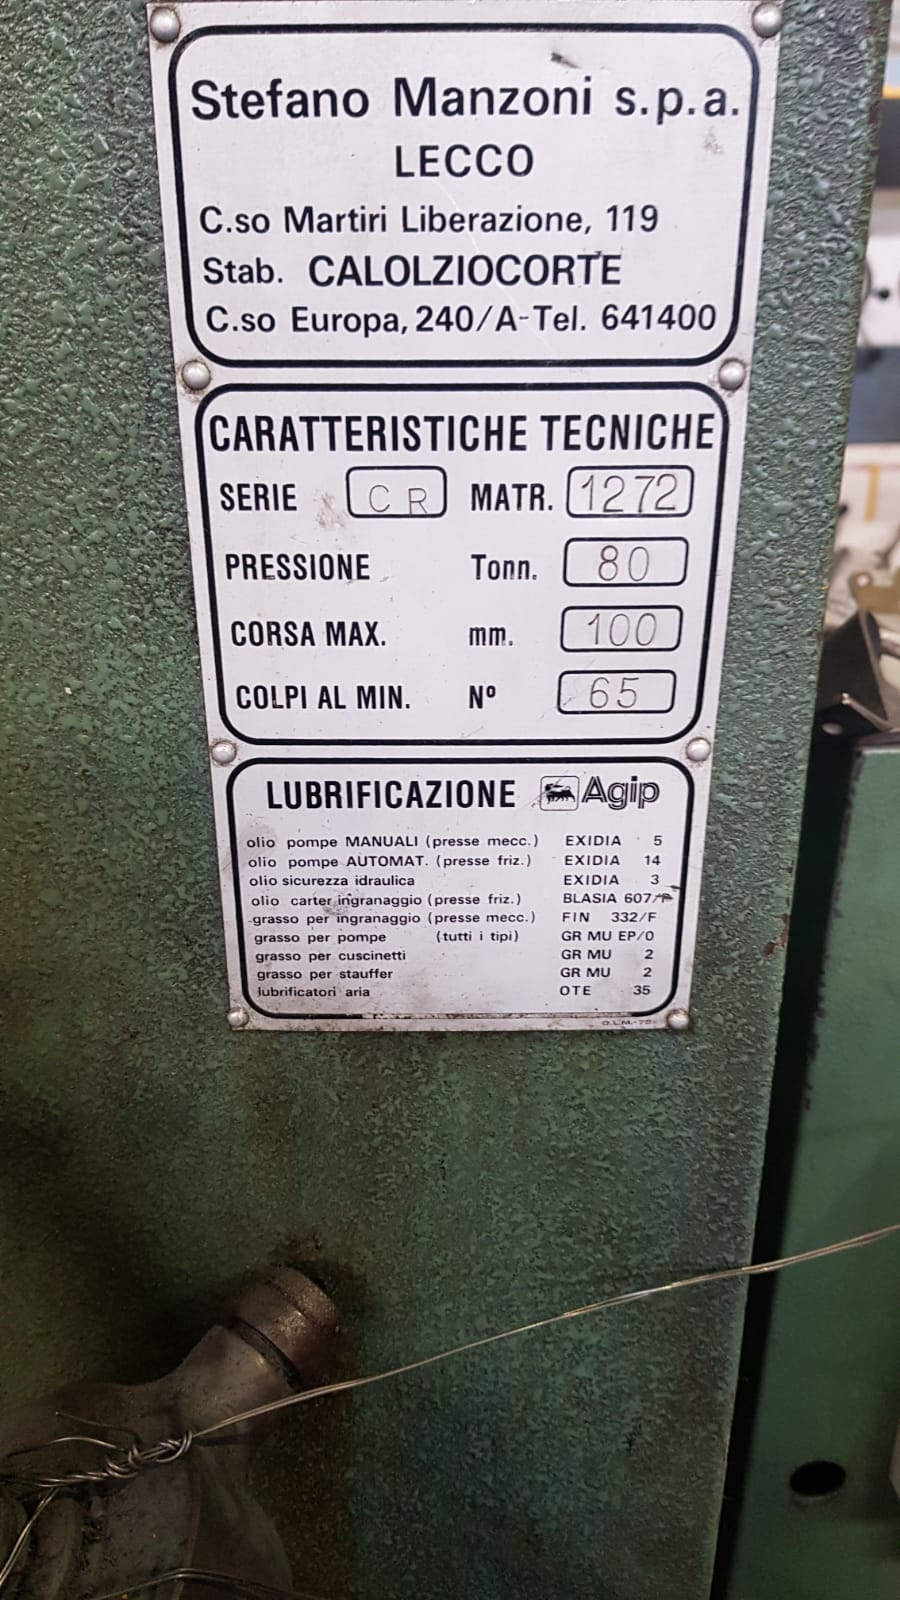 Stefano Manzoni s.p.a.
LECCO
C.so Martiri Liberazione, 119
Stab. CALOLZIOCORTE
C.so Europa, 240/A-Tel. 641400
CARATTERISTICHE TECNICHE
SERIE CR MATR. 1272
PRESSIONE Tonn. 80
CORSA MAX. mm. 100
COLPI AL MIN. Nº 65
LUBRIFICAZIONE Agip
olio pompe MANUALI (presse mecc.) EXIDIA 5
olio pompe AUTOMAT. (presse friz.) EXIDIA 14
olio sicurezza idraulica EXIDIA 3
olio carter ingranaggio (presse friz.) BLASIA 607/P
grasso per ingranaggio (presse mecc.) FIN 332/F
grasso per pompe (tutti i tipi) GR MU EP/0
grasso per cuscinetti GR MU 2
grasso per stauffer GR MU 2
lubrificatori aria OTE 35